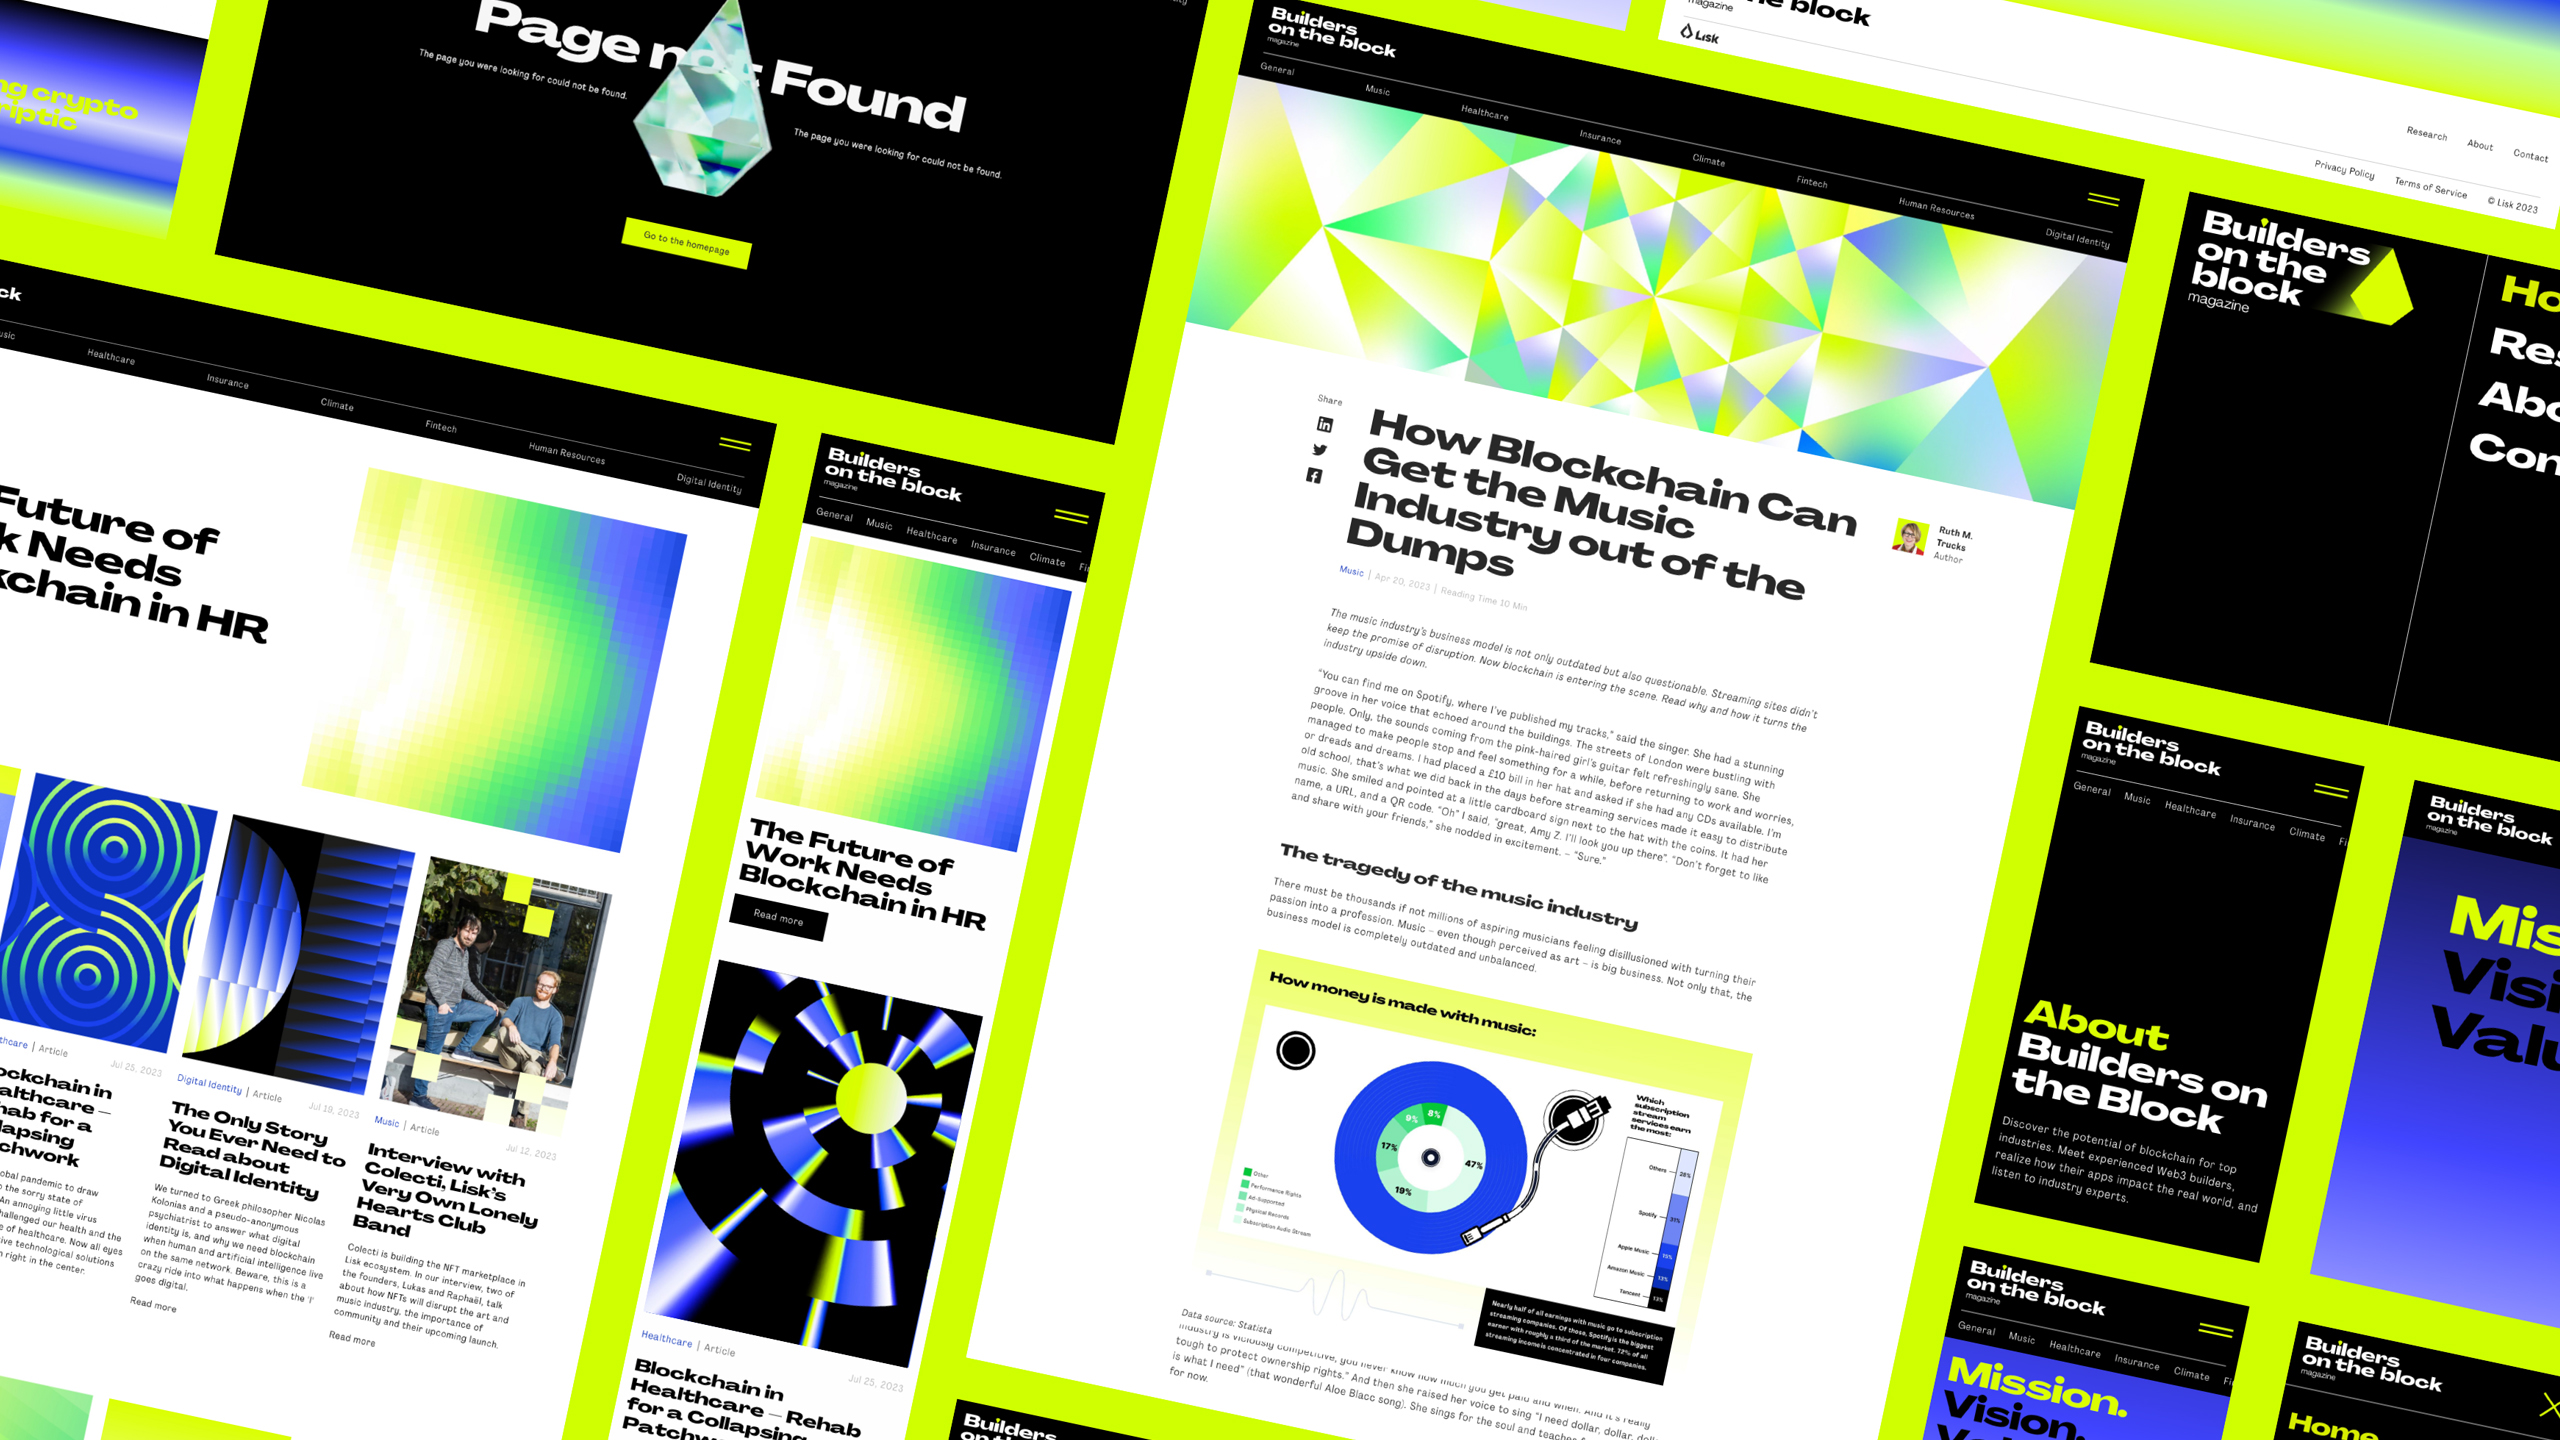 ng crypto
riptic
Page n t Found
The page you were looking for could not be found.
The page you were looking for could not be found.
Go to the homepage
ck
usic
Healthcare
Insurance
Climate
Fintech
Human Resources
Digital Identity
Future of
k Needs
kchain in HR
thcare | Article
Jul 25, 2023
ockchain in
althcare –
hab for a
lapsing
chwork
obal pandemic to draw
o the sorry state of
An annoying little virus
hallenged our health and the
e of healthcare. Now all eyes
ive technological solutions
n right in the center.
Digital Identity | Article
Jul 19, 2023
The Only Story
You Ever Need to
Read about
Digital Identity
We turned to Greek philosopher Nicolas
Kolonias and a pseudo-anonymous
psychiatrist to answer what digital
identity is, and why we need blockchain
when human and artificial intelligence live
on the same network. Beware, this is a
crazy ride into what happens when the 'I'
goes digital.
Read more
Music | Article
Jul 12, 2023
Interview with
Colecti, Lisk's
Very Own Lonely
Hearts Club
Band
Colecti is building the NFT marketplace in
Lisk ecosystem. In our interview, two of
the founders, Lukas and Raphaël, talk
about how NFTs will disrupt the art and
music industry, the importance of
community and their upcoming launch.
Read more
Builders
on the block
magazine
General
Music
Healthcare
Insurance
Climate
Fi
The Future of
Work Needs
Blockchain in HR
Read more
Healthcare | Article
Jul 25, 2023
Blockchain in
Healthcare – Rehab
for a Collapsing
Patchw
Builders
on the block
Builders
on the block
magazine
General
Music
Healthcare
Insurance
Climate
Fintech
Human Resources
Digital Identity
Share
How Blockchain Can
Get the Music
Industry out of the
Dumps
Ruth M.
Trucks
Author
Music | Apr 20, 2023 | Reading Time 10 Min
The music industry's business model is not only outdated but also questionable. Streaming sites didn't
keep the promise of disruption. Now blockchain is entering the scene. Read why and how it turns the
industry upside down.
"You can find me on Spotify, where I've published my tracks," said the singer. She had a stunning
groove in her voice that echoed around the buildings. The streets of London were bustling with
people. Only, the sounds coming from the pink-haired girl's guitar felt refreshingly sane. She
managed to make people stop and feel something for a while, before returning to work and worries,
or dreads and dreams. I had placed a £10 bill in her hat and asked if she had any CDs available. I'm
old school, that's what we did back in the days before streaming services made it easy to distribute
music. She smiled and pointed at a little cardboard sign next to the hat with the coins. It had her
name, a URL, and a QR code. "Oh" I said, "great, Amy Z. I'll look you up there". "Don't forget to like
and share with your friends," she nodded in excitement. – "Sure."
The tragedy of the music industry
There must be thousands if not millions of aspiring musicians feeling disillusioned with turning their
passion into a profession. Music – even though perceived as art – is big business. Not only that, the
business model is completely outdated and unbalanced.
How money is made with music:
8%
9%
17%
19%
47%
Other
Performance Rights
Ad-Supported
Physical Records
Subscription Audio Stream
Which
subscription
stream
services earn
the most:
Others
28%
Spotify
31%
Apple Music
15%
Amazon Music
13%
Tencent
13%
Nearly half of all earnings with music go to subscription
streaming companies. Of those, Spotify is the biggest
earner with roughly a third of the market. 72% of all
streaming income is concentrated in four companies.
Data source: Statista
industry is viciously competitive, you never know how much you get paid and when. And it's really
tough to protect ownership rights." And then she raised her voice to sing "I need dollar, dollar, doll
is what I need" (that wonderful Aloe Blacc song). She sings for the soul and teaches f
for now.
the block
magazine
Lisk
Research
About
Contact
Privacy Policy
Terms of Service
© Lisk 2023
Builders
on the
block
magazine
Ho
Res
Abo
Con
Builders
on the block
magazine
General
Music
Healthcare
Insurance
Climate
Fi
About
Builders on
the Block
Discover the potential of blockchain for top
industries. Meet experienced Web3 builders,
realize how their apps impact the real world, and
listen to industry experts.
Builders
on the block
magazine
Mis
Visi
Valu
Builders
on the block
magazine
General
Music
Healthcare
Insurance
Climate
Fi
Mission.
Vision.
Valu
Builders
on the block
magazine
Home